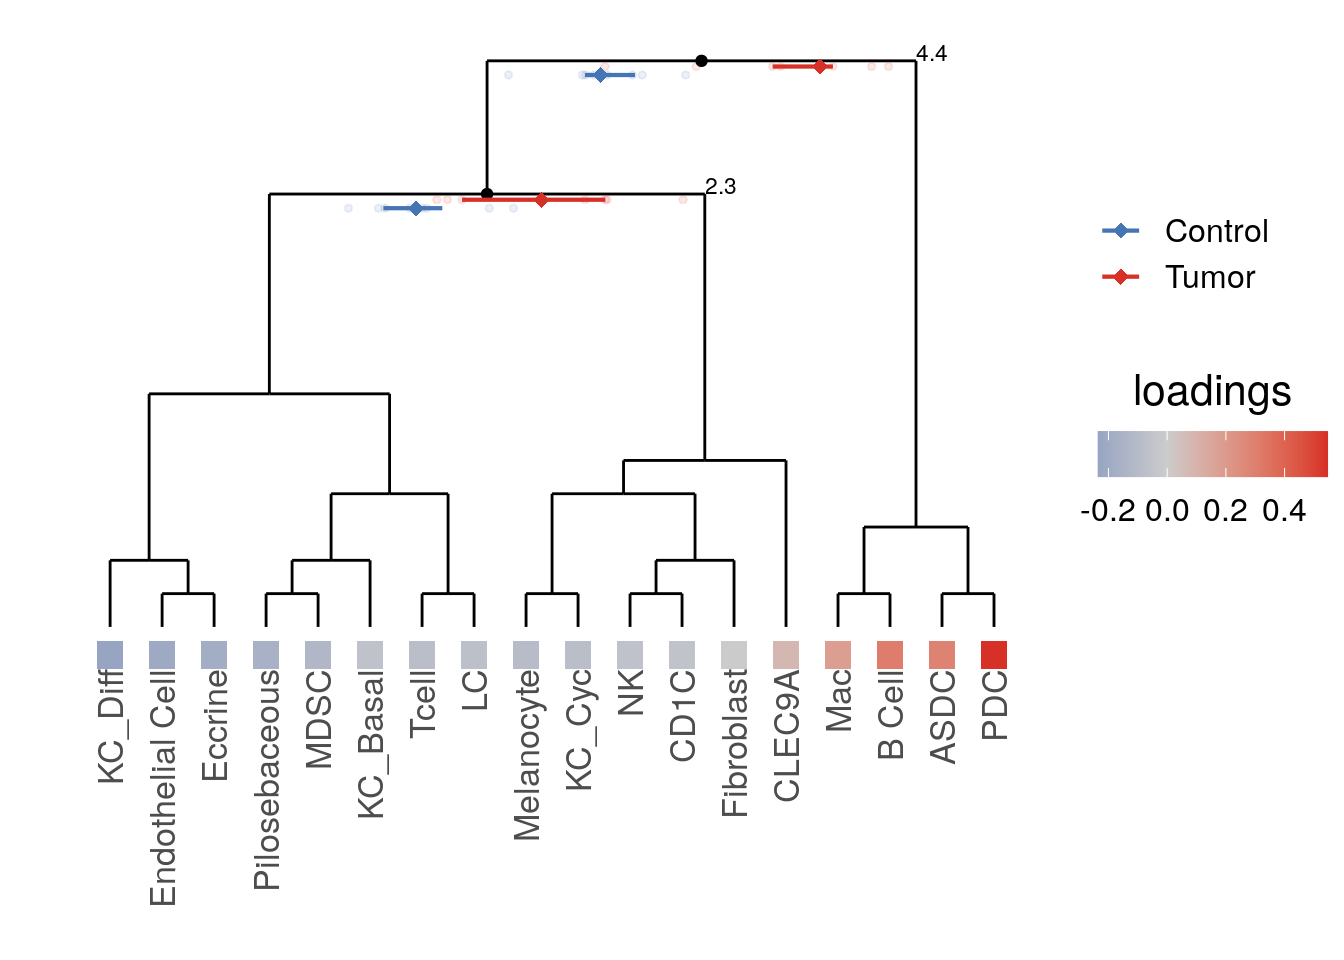 4.4
2.3
Control
Tumor
loadings
-0.2 0.0 0.2 0.4
KC_Diff
Endothelial Cell
Eccrine
Pilosebaceous
MDSC
KC_Basal
Tcell
LC
Melanocyte
KC_Cyc
NK
CD1C
Fibroblast
CLEC9A
Mac
B Cell
ASDC
PDC